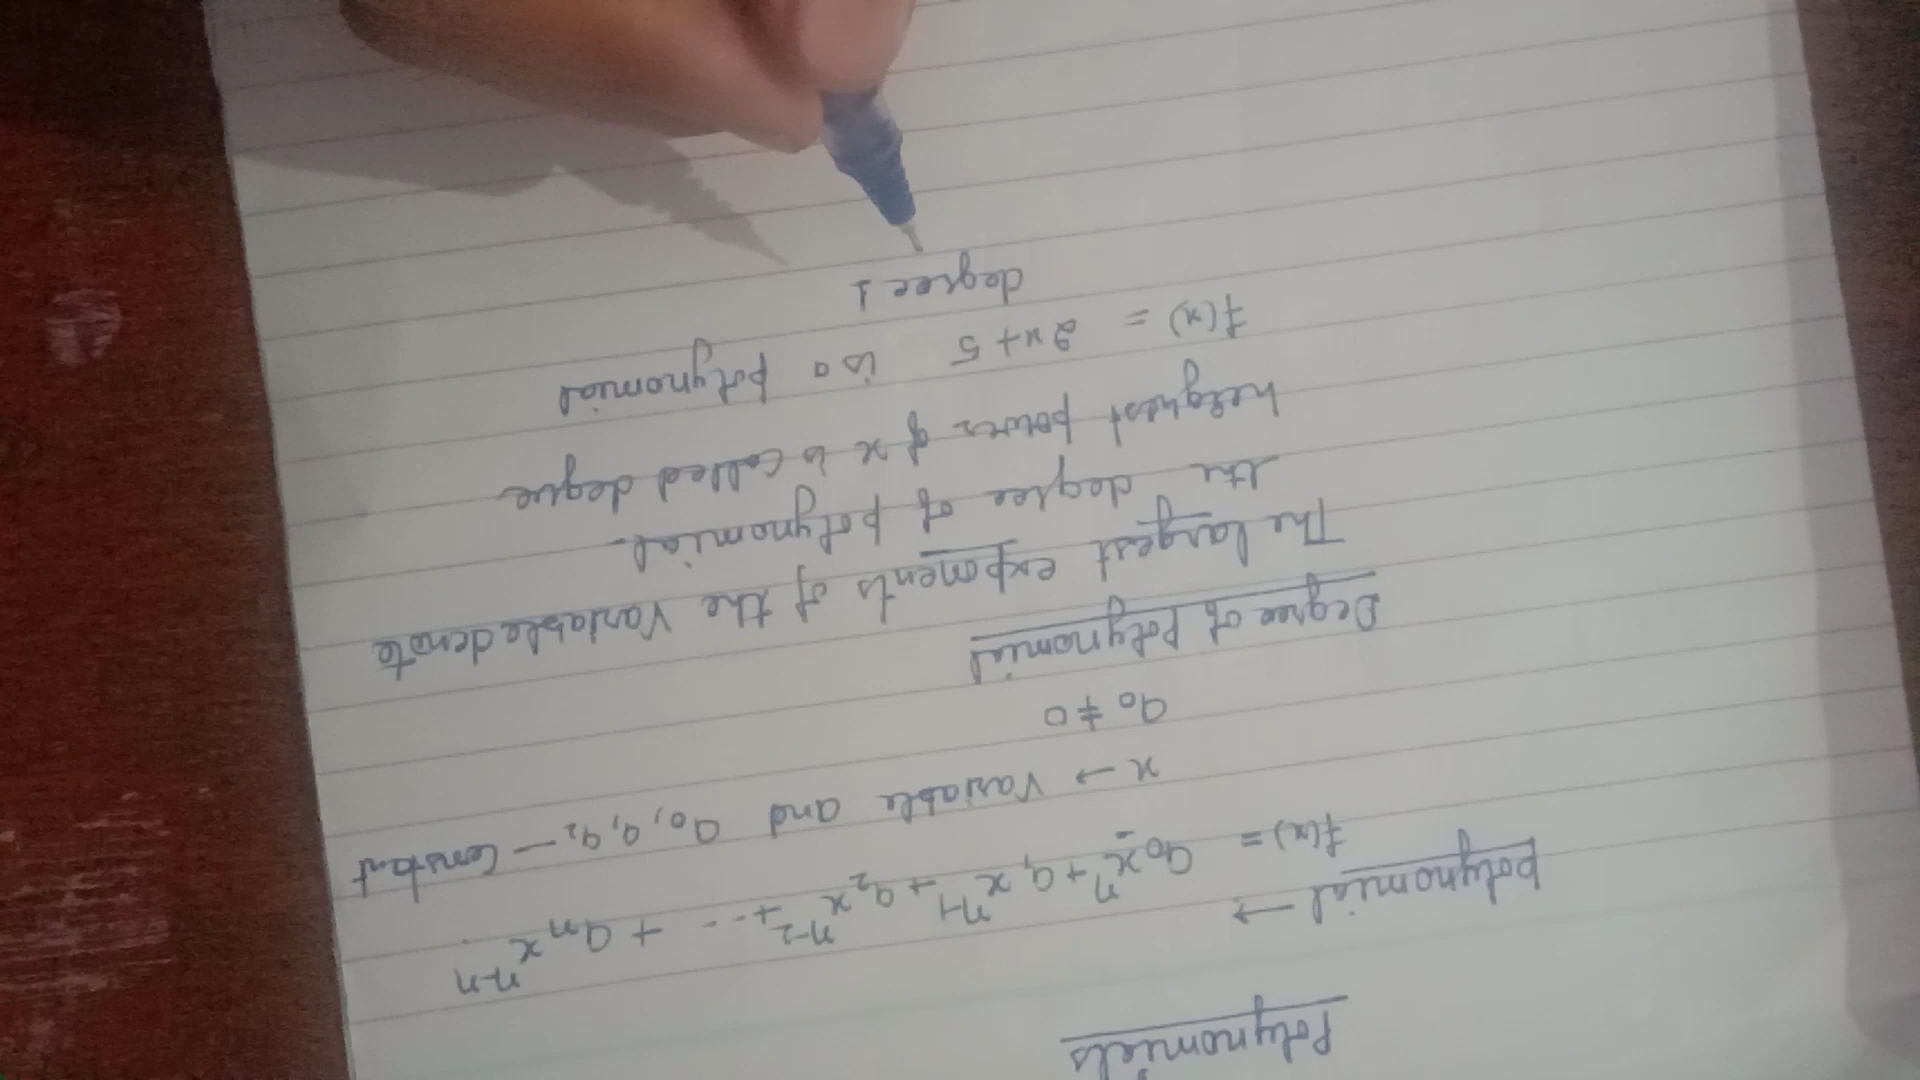 Polynomials
Polynomial → 
f(x) = a₀xⁿ + a₁xⁿ⁻¹ + a₂xⁿ⁻² + -- - + aₙxⁿ⁻ⁿ
x → Variable and a₀, a₁, a₂ — Constant
a₀ ≠ 0
Degree of Polynomial
The largest exponents of the Variable denote
the degree of polynomial.
heighest power of x is called degree
f(x) = 2x+5 is a polynomial
degree 1